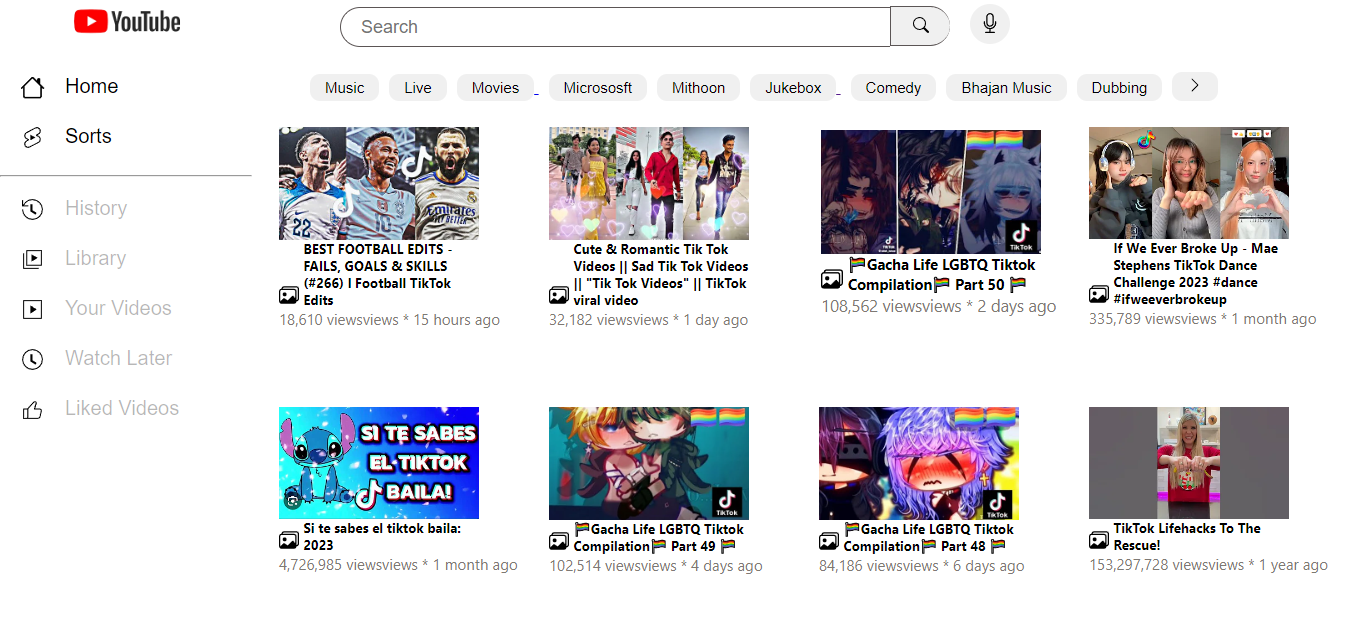 YouTube
Search
Home
Sorts
History
Library
Your Videos
Watch Later
Liked Videos
Music Live Movies Micrososft Mithoon Jukebox Comedy Bhajan Music Dubbing
22
10
Emirates
FLY BETTER
BEST FOOTBALL EDITS -
FAILS, GOALS & SKILLS
(#266) I Football TikTok
Edits
18,610 viewsviews * 15 hours ago
Cute & Romantic Tik Tok
Videos || Sad Tik Tok Videos
|| "Tik Tok Videos" || TikTok
viral video
32,182 viewsviews * 1 day ago
TikTok
🏳️‍🌈Gacha Life LGBTQ Tiktok
Compilation🏳️‍🌈 Part 50 🏳️‍🌈
108,562 viewsviews * 2 days ago
If We Ever Broke Up - Mae
Stephens TikTok Dance
Challenge 2023 #dance
#ifweeverbrokeup
335,789 viewsviews * 1 month ago
SI TE SABES
EL TIKTOK
BAILA!
Si te sabes el tiktok baila:
2023
4,726,985 viewsviews * 1 month ago
TikTok
🏳️‍🌈Gacha Life LGBTQ Tiktok
Compilation🏳️‍🌈 Part 49 🏳️‍🌈
102,514 viewsviews * 4 days ago
TikTok
🏳️‍🌈Gacha Life LGBTQ Tiktok
Compilation🏳️‍🌈 Part 48 🏳️‍🌈
84,186 viewsviews * 6 days ago
TikTok Lifehacks To The
Rescue!
153,297,728 viewsviews * 1 year ago